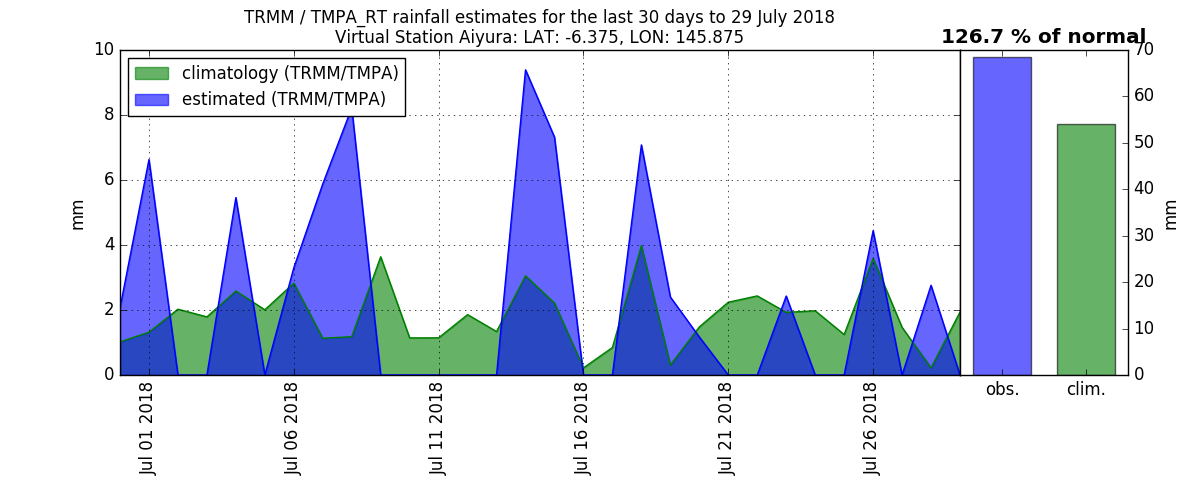 TRMM / TMPA_RT rainfall estimates for the last 30 days to 29 July 2018
Virtual Station Aiyura: LAT: -6.375, LON: 145.875
126.7 % of normal
climatology (TRMM/TMPA)
estimated (TRMM/TMPA)
10
8
6
4
2
0
mm
Jul 01 2018
Jul 06 2018
Jul 11 2018
Jul 16 2018
Jul 21 2018
Jul 26 2018
obs.
clim.
70
60
50
40
30
20
10
0
mm